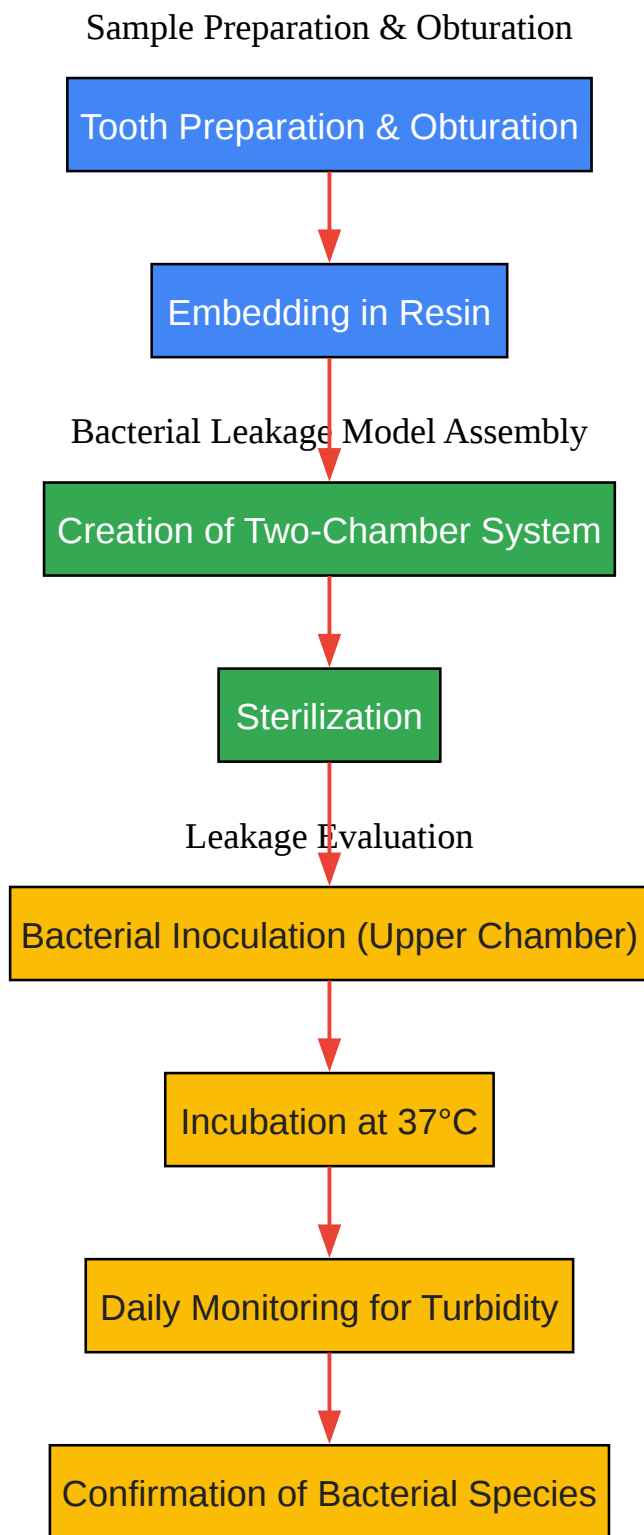 Sample Preparation & Obturation
Tooth Preparation & Obturation
Embedding in Resin
Bacterial Leakage Model Assembly
Creation of Two-Chamber System
Sterilization
Leakage Evaluation
Bacterial Inoculation (Upper Chamber)
Incubation at 37°C
Daily Monitoring for Turbidity
Confirmation of Bacterial Species